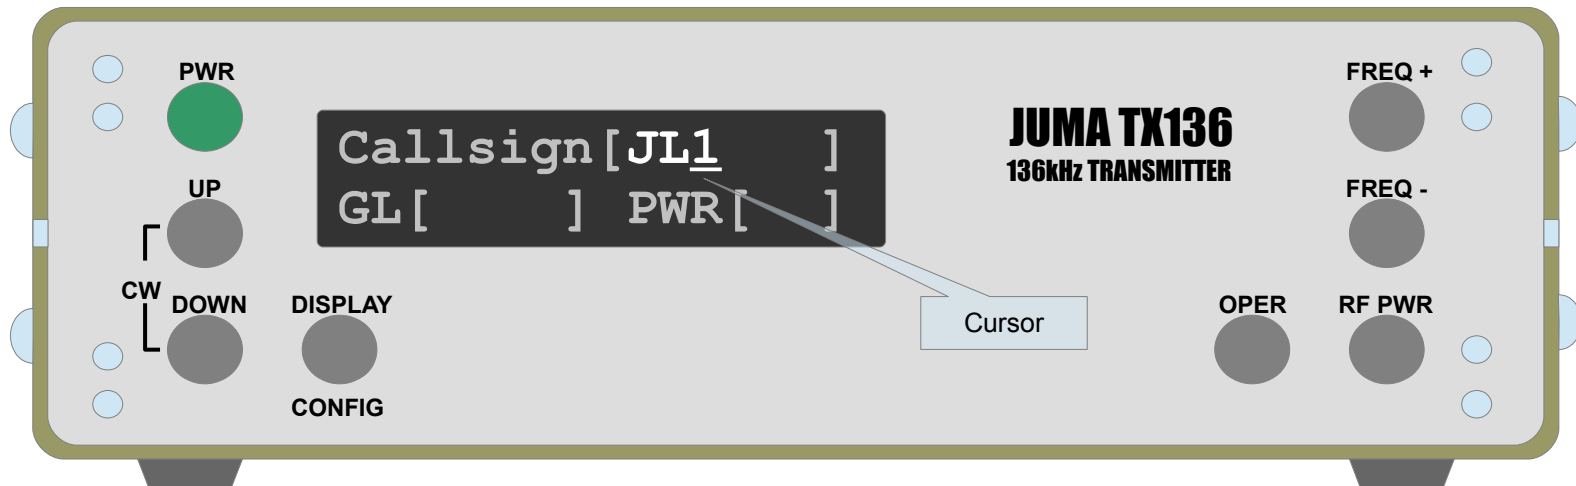 PWR
FREQ +
Callsign[JL1    ]
JUMA TX136
136kHz TRANSMITTER
UP
FREQ -
GL[      ] PWR[   ]
CW
DOWN
DISPLAY
Cursor
OPER
RF PWR
CONFIG